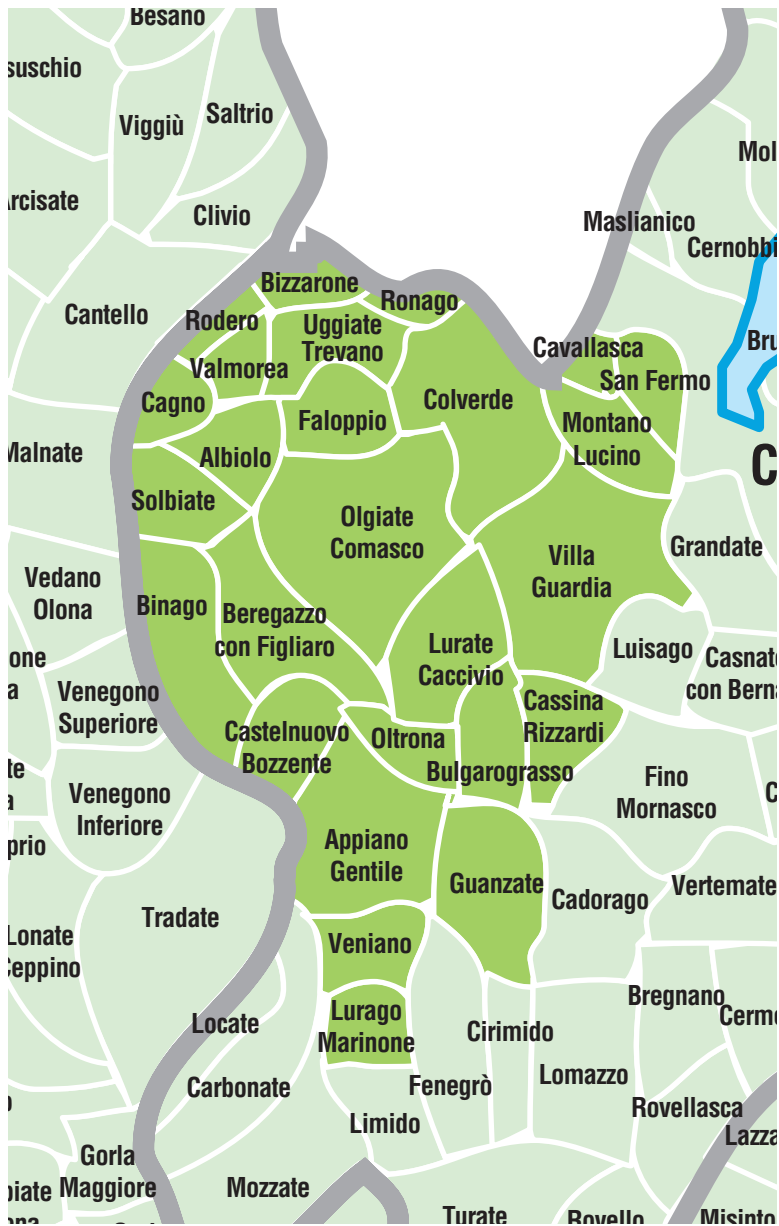 Besano
suschio
Saltrio
Viggiù
Mol
Arcisate
Clivio
Maslianico
Cernobbi
Bizzarone
Ronago
Cantello
Rodero
Uggiate
Trevano
Bru
Cavallasca
Valmorea
San Fermo
Cagno
Colverde
Faloppio
Montano
Lucino
Malnate
Albiolo
C
Solbiate
Olgiate
Comasco
Grandate
Villa
Guardia
Vedano
Olona
Binago
Beregazzo
con Figliaro
Lurate
Caccivio
Luisago
Casnate
con Berna
one
a
Venegono
Superiore
Cassina
Rizzardi
Castelnuovo
Bozzente
Oltrona
Bulgarograsso
te
a
Fino
Mornasco
C
Venegono
Inferiore
prio
Appiano
Gentile
Guanzate
Cadorago
Vertemate
Tradate
Lonate
Ceppino
Veniano
Bregnano
Cerme
Lurago
Marinone
Locate
Cirimido
Lomazzo
Carbonate
Fenegrò
Rovellasca
Limido
Lazza
Gorla
Maggiore
biate
Mozzate
Turate
Rovello
Misinto